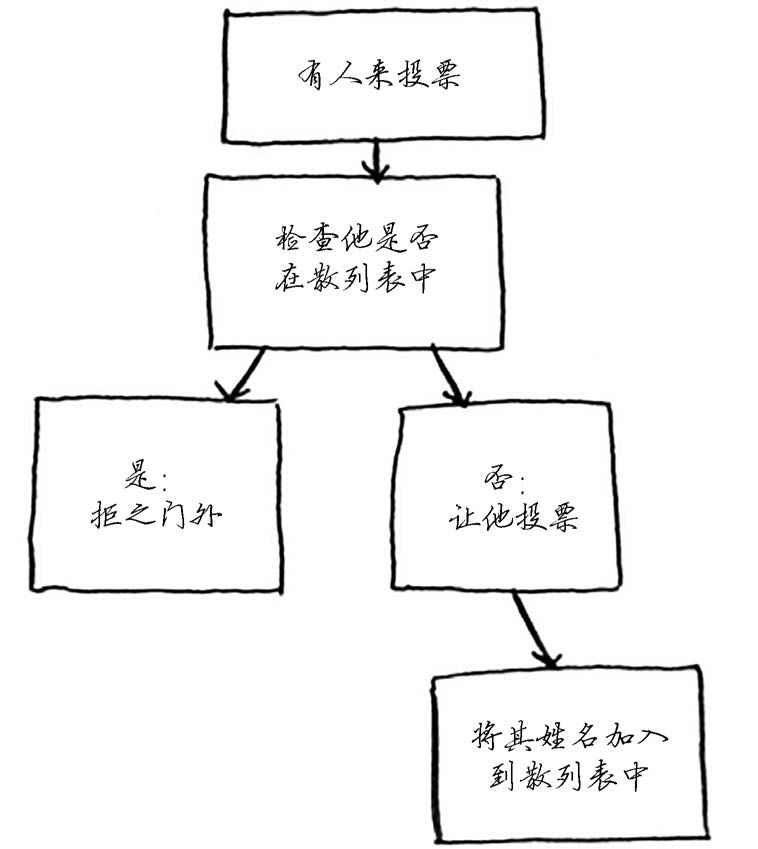 有人来投票
检查他是否
在散列表中
是：
拒之门外
否：
让他投票
将其姓名加入
到散列表中